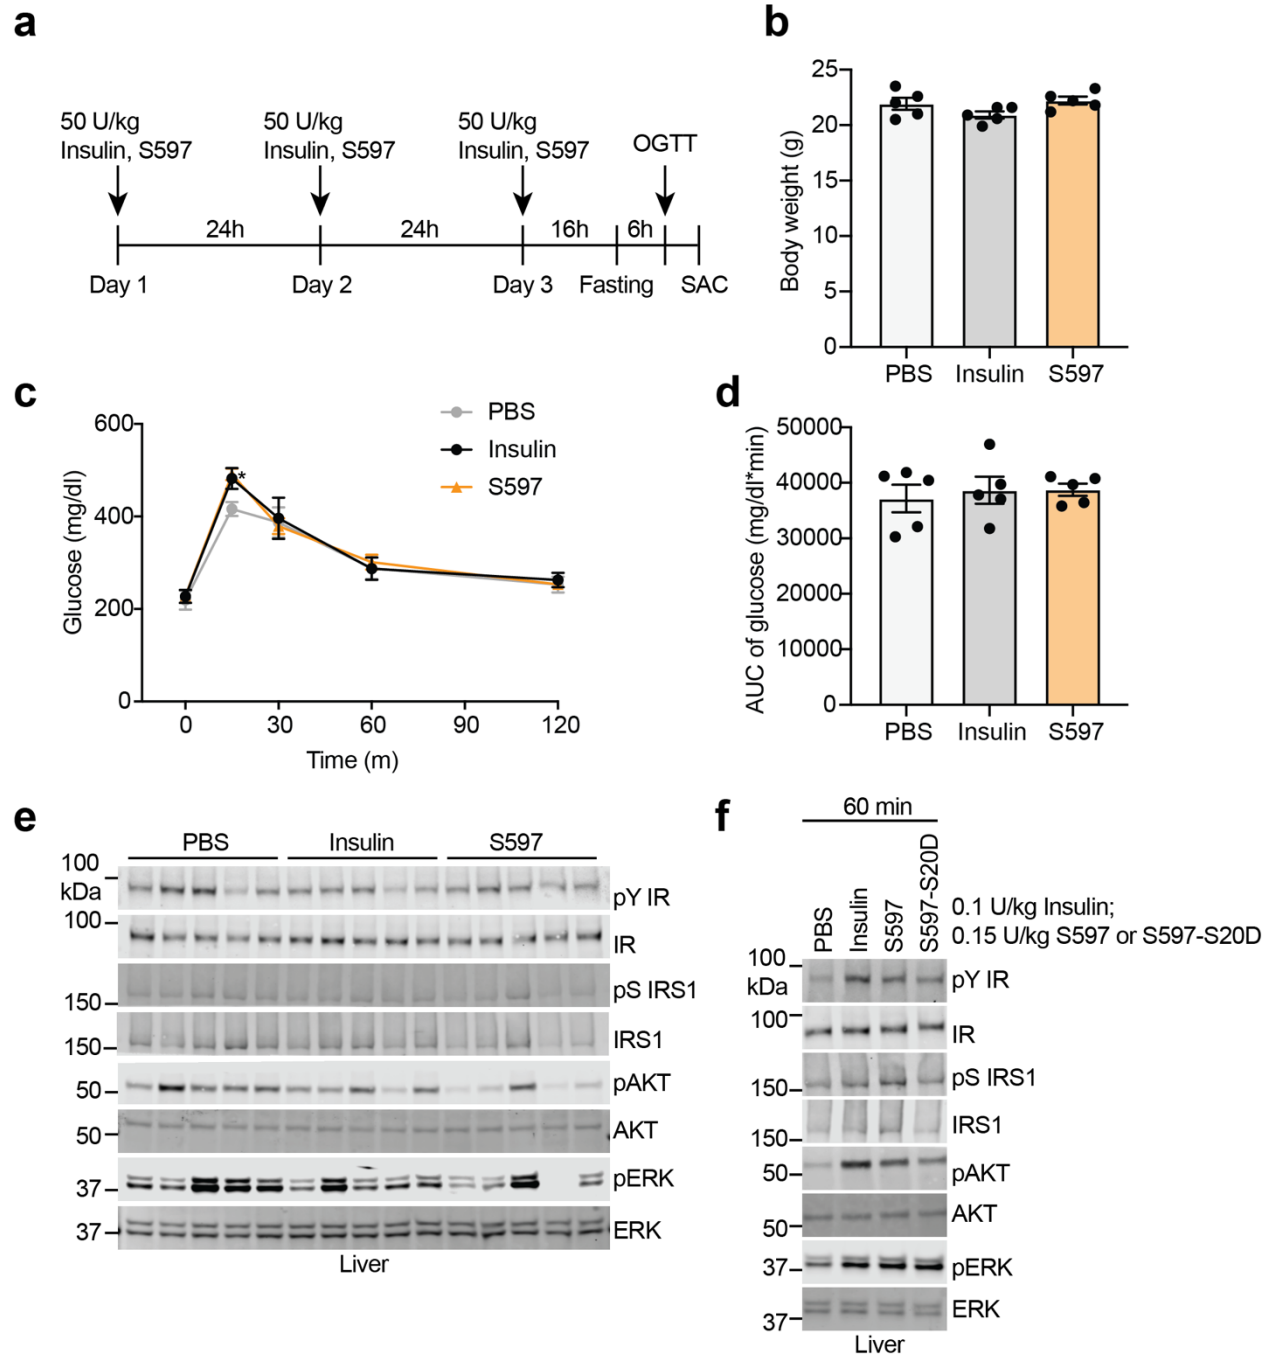 a
50 U/kg
Insulin, S597
50 U/kg
Insulin, S597
50 U/kg
Insulin, S597
OGTT
24h
24h
16h
6h
Day 1
Day 2
Day 3
Fasting
SAC
b
Body weight (g)
25
20
15
10
5
0
PBS
Insulin
S597
c
Glucose (mg/dl)
600
400
200
0
*
PBS
Insulin
S597
0
30
60
90
120
Time (m)
d
AUC of glucose (mg/dl*min)
50000
40000
30000
20000
10000
0
PBS
Insulin
S597
e
PBS
Insulin
S597
100
kDa
pY IR
100
IR
150
pS IRS1
150
IRS1
50
pAKT
50
AKT
37
pERK
37
ERK
Liver
f
60 min
PBS
Insulin
S597
S597-S20D
0.1 U/kg Insulin;
0.15 U/kg S597 or S597-S20D
100
kDa
pY IR
100
IR
150
pS IRS1
150
IRS1
50
pAKT
50
AKT
37
pERK
37
ERK
Liver